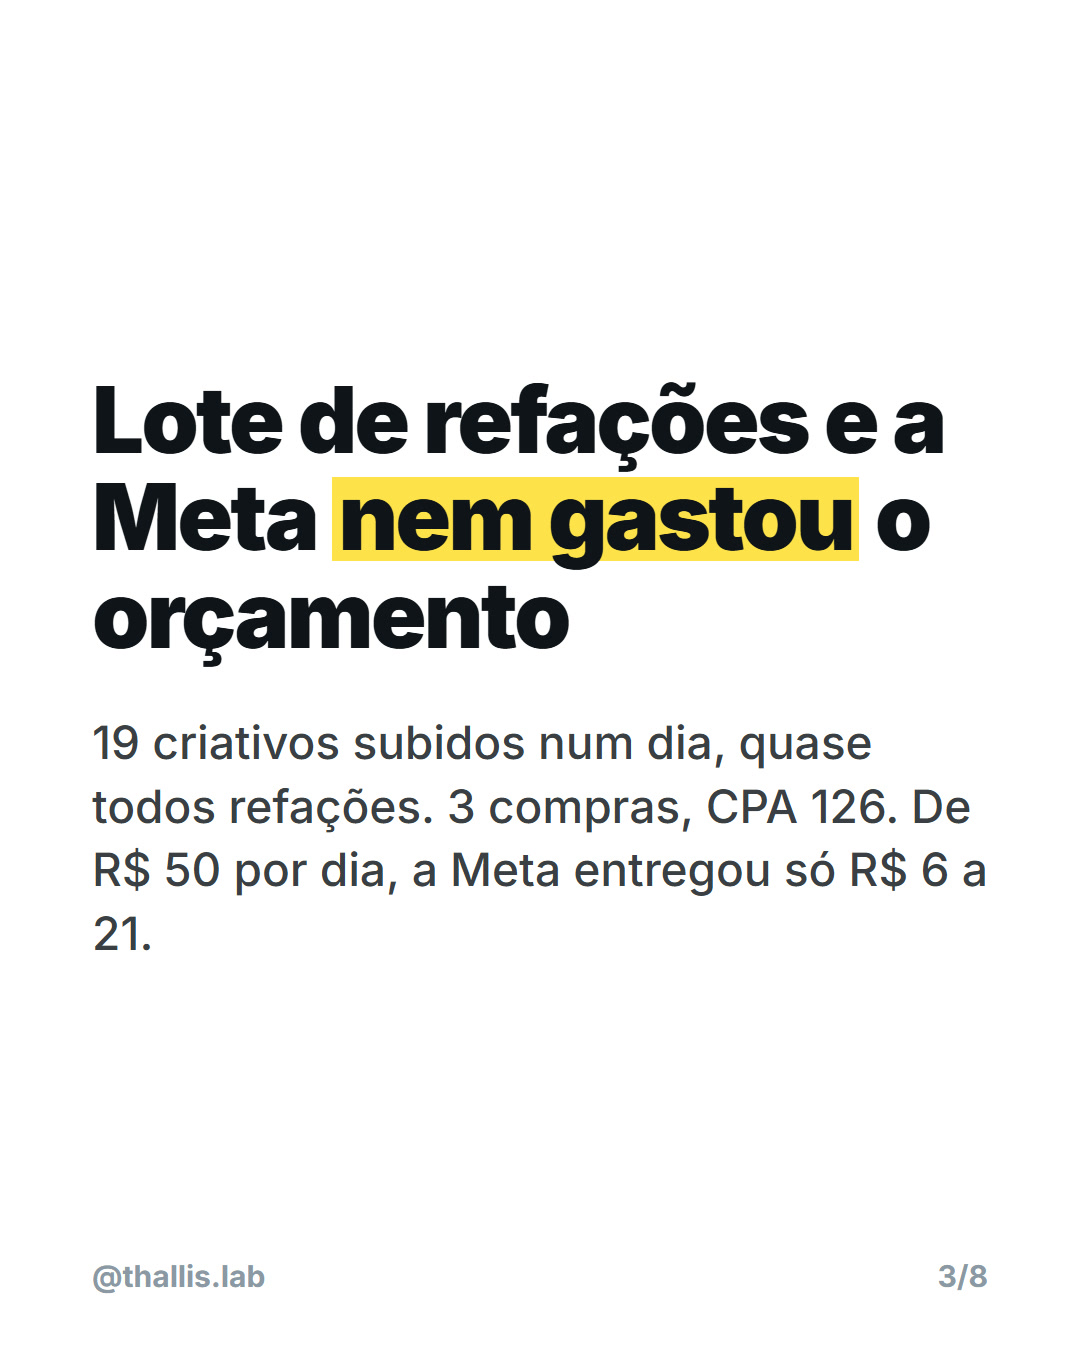 Lote de refações e a
Meta nem gastou o
orçamento
19 criativos subidos num dia, quase
todos refações. 3 compras, CPA 126. De
R$ 50 por dia, a Meta entregou só R$ 6 a
21.
@thallis.lab
3/8